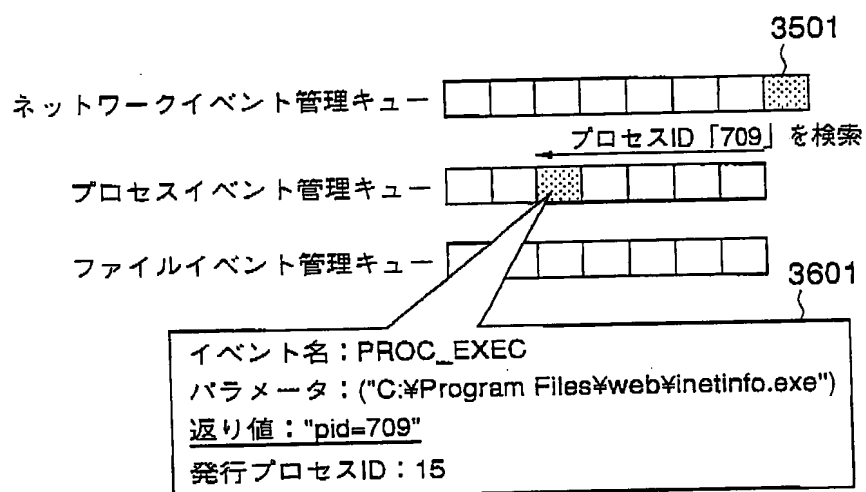 3501
ネットワークイベント管理キュー
プロセスID「709」を検索
プロセスイベント管理キュー
ファイルイベント管理キュー
3601
イベント名：PROC_EXEC
パラメータ：("C:¥Program Files¥web¥inetinfo.exe")
返り値："pid=709"
発行プロセスID：15